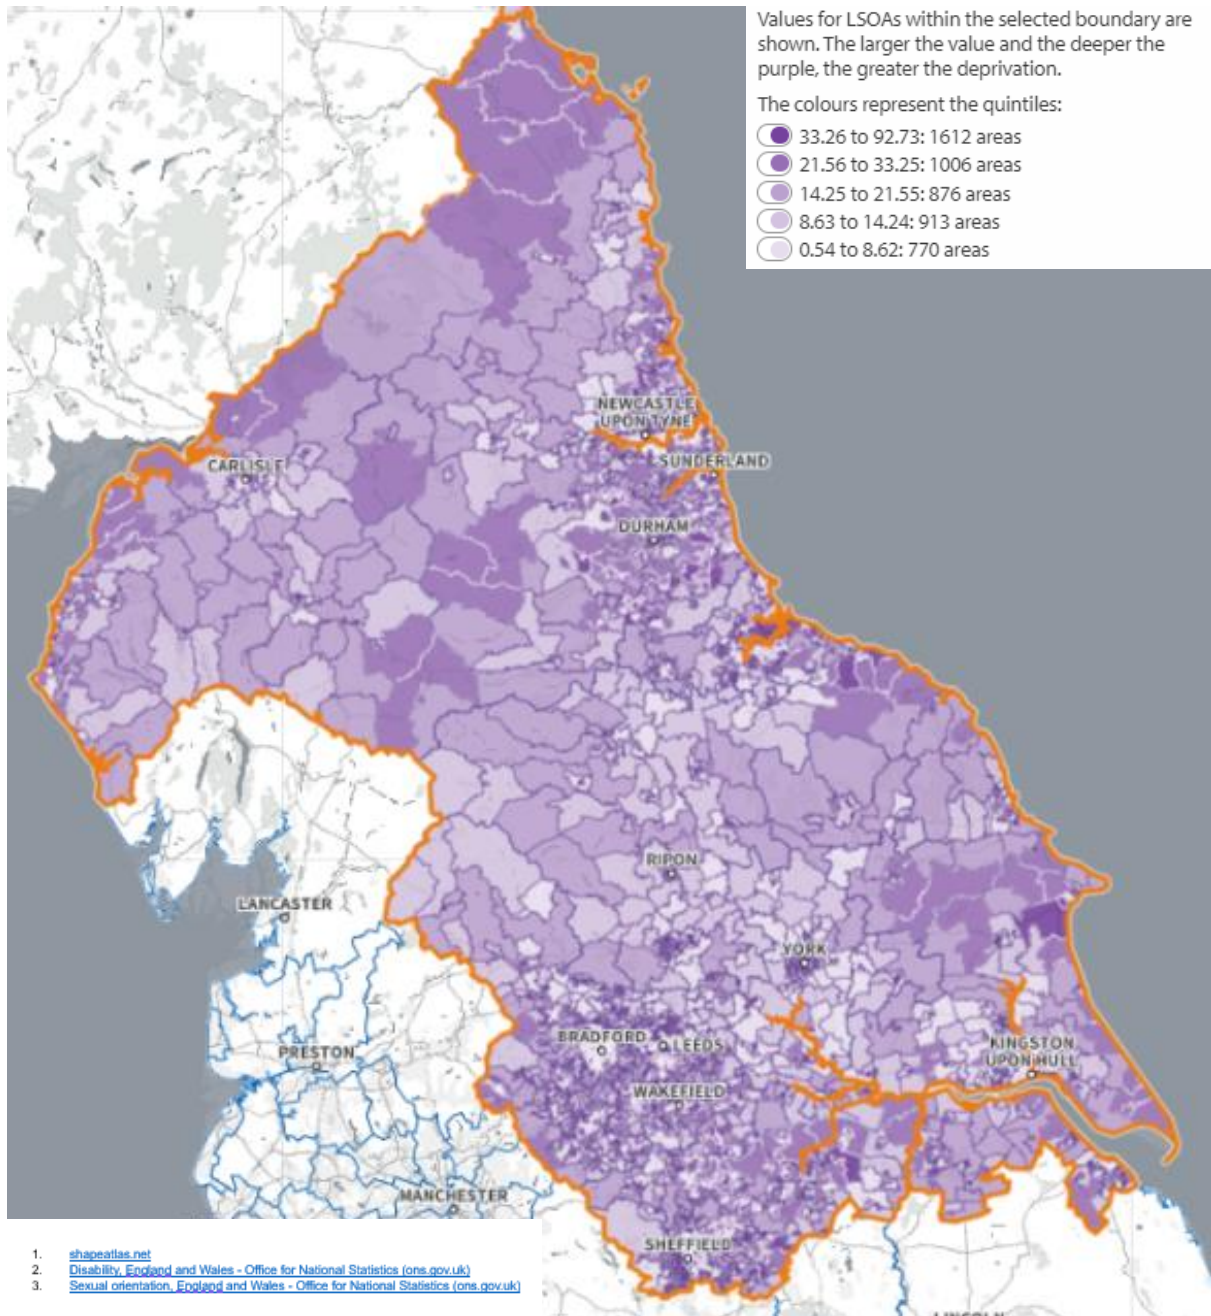 Values for LSOAs within the selected boundary are
shown. The larger the value and the deeper the
purple, the greater the deprivation.
The colours represent the quintiles:
33.26 to 92.73: 1612 areas
21.56 to 33.25: 1006 areas
14.25 to 21.55: 876 areas
8.63 to 14.24: 913 areas
0.54 to 8.62: 770 areas
NEWCASTLE
UPON TYNE
CARLISLE
SUNDERLAND
DURHAM
RIPON
LANCASTER
YORK
BRADFORD
LEEDS
KINGSTON
UPON HULL
PRESTON
WAKEFIELD
MANCHESTER
SHEFFIELD
LINCOLN
1. shapeatlas.net
2. Disability, England and Wales - Office for National Statistics (ons.gov.uk)
3. Sexual orientation, England and Wales - Office for National Statistics (ons.gov.uk)